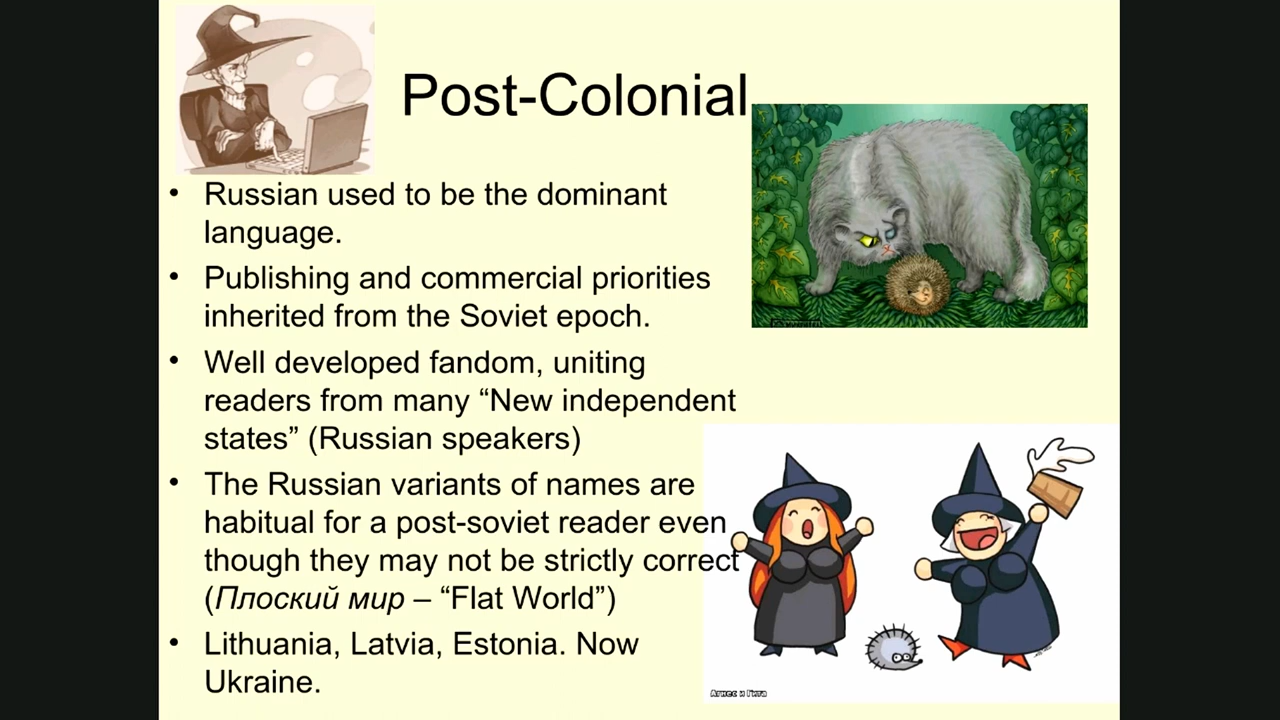 Post-Colonial
• Russian used to be the dominant
language.
• Publishing and commercial priorities
inherited from the Soviet epoch.
• Well developed fandom, uniting
readers from many “New independent
states” (Russian speakers)
• The Russian variants of names are
habitual for a post-soviet reader even
though they may not be strictly correct
(Плоский мир – “Flat World”)
• Lithuania, Latvia, Estonia. Now
Ukraine.
Агнес и Гита